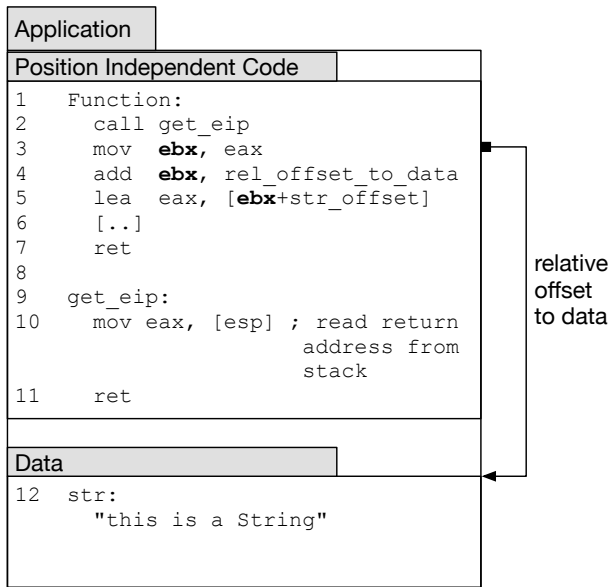 Application
Position Independent Code
1 Function:
2 call get_eip
3 mov ebx, eax
4 add ebx, rel_offset_to_data
5 lea eax, [ebx+str_offset]
6 [..]
7 ret
8
9 get_eip:
10 mov eax, [esp] ; read return
address from
stack
11 ret
relative
offset
to data
Data
12 str:
"this is a String"